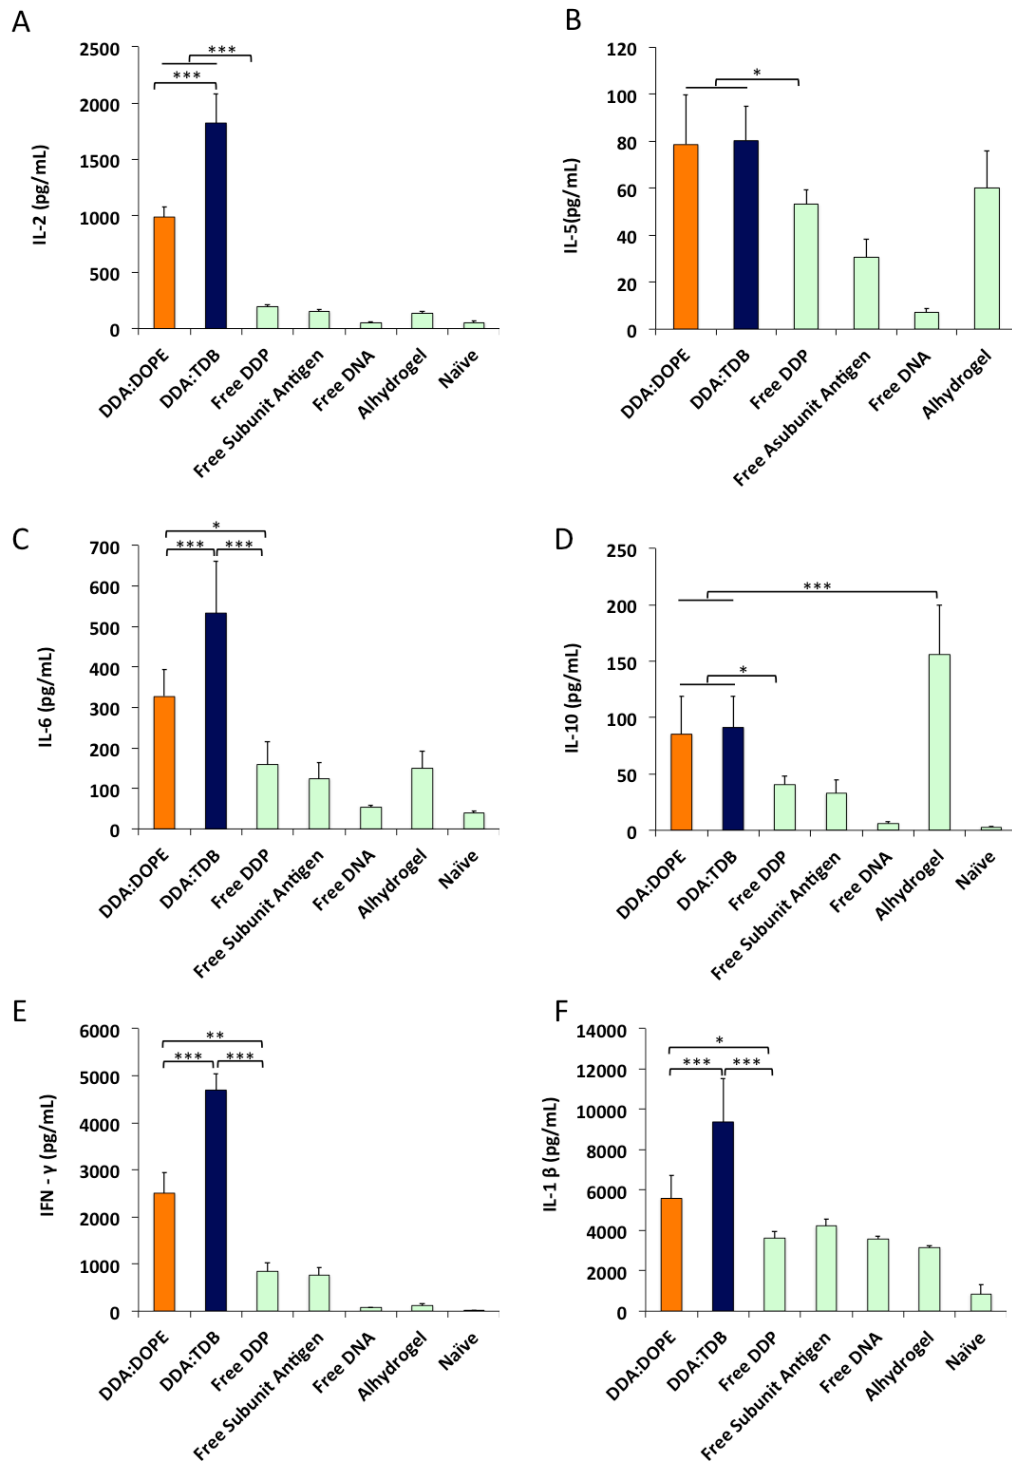 A
IL-2 (pg/mL)
2500
2000
1500
1000
500
0
***
***
DDA:DOPE
DDA:TDB
Free DDP
Free Subunit Antigen
Free DNA
Alhydrogel
Naïve
B
IL-5(pg/mL)
120
100
80
60
40
20
0
*
DDA:DOPE
DDA:TDB
Free DDP
Free Asubunit Antigen
Free DNA
Alhydrogel
C
IL-6 (pg/mL)
700
600
500
400
300
200
100
0
*
*** ***
DDA:DOPE
DDA:TDB
Free DDP
Free Subunit Antigen
Free DNA
Alhydrogel
Naïve
D
IL-10 (pg/mL)
250
200
150
100
50
0
***
*
DDA:DOPE
DDA:TDB
Free DDP
Free Subunit Antigen
Free DNA
Alhydrogel
Naïve
E
IFN - γ (pg/mL)
6000
5000
4000
3000
2000
1000
0
**
*** ***
DDA:DOPE
DDA:TDB
Free DDP
Free Subunit Antigen
Free DNA
Alhydrogel
Naïve
F
IL-1 β (pg/mL)
14000
12000
10000
8000
6000
4000
2000
0
*
*** ***
DDA:DOPE
DDA:TDB
Free DDP
Free Subunit Antigen
Free DNA
Alhydrogel
Naïve